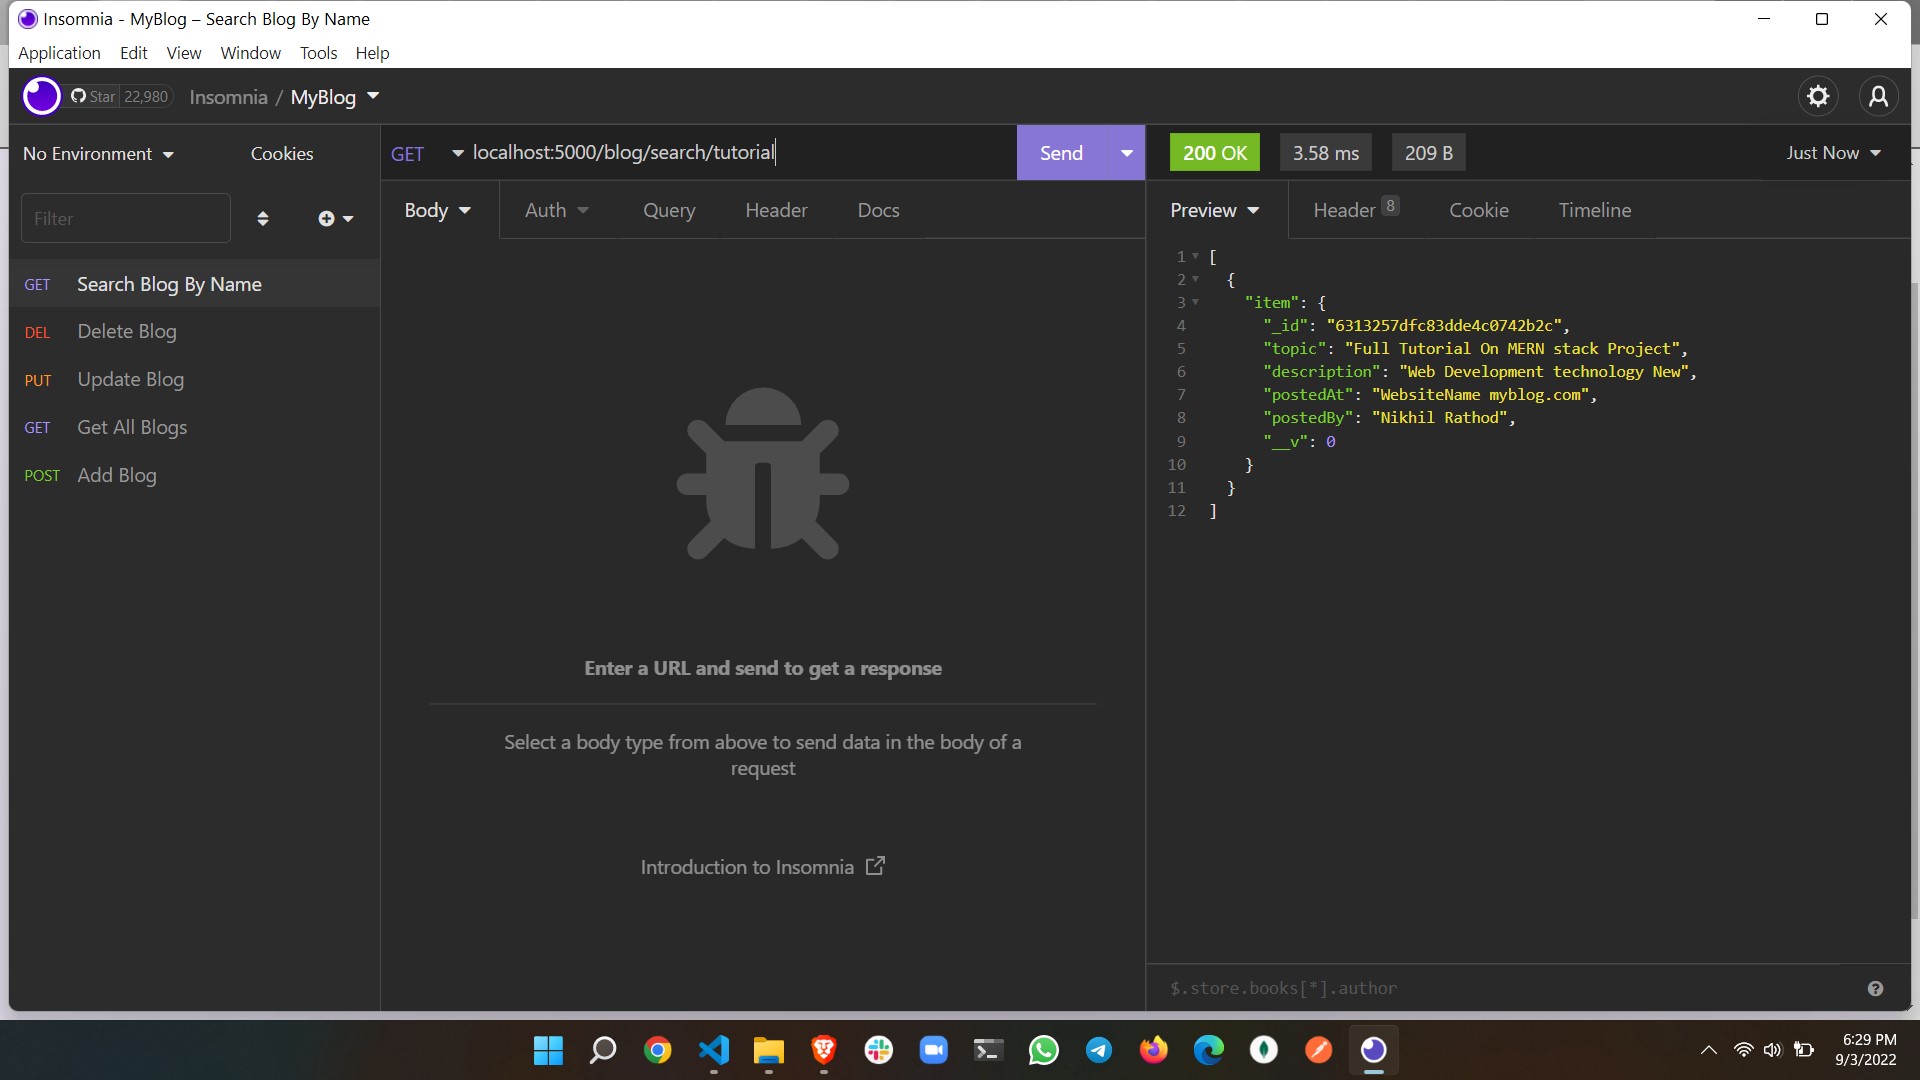 Insomnia - MyBlog – Search Blog By Name
Application Edit View Window Tools Help
Star 22,980 Insomnia / MyBlog
No Environment Cookies
GET localhost:5000/blog/search/tutorial Send
200 OK 3.58 ms 209 B Just Now
Filter
Body Auth Query Header Docs
Preview Header 8 Cookie Timeline
GET Search Blog By Name
DEL Delete Blog
PUT Update Blog
GET Get All Blogs
POST Add Blog
Enter a URL and send to get a response
Select a body type from above to send data in the body of a
request
Introduction to Insomnia
1 [
2 {
3 "item": {
4 "_id": "6313257dfc83dde4c0742b2c",
5 "topic": "Full Tutorial On MERN stack Project",
6 "description": "Web Development technology New",
7 "postedAt": "WebsiteName myblog.com",
8 "postedBy": "Nikhil Rathod",
9 "__v": 0
10 }
11 }
12 ]
$.store.books[*].author
6:29 PM
9/3/2022